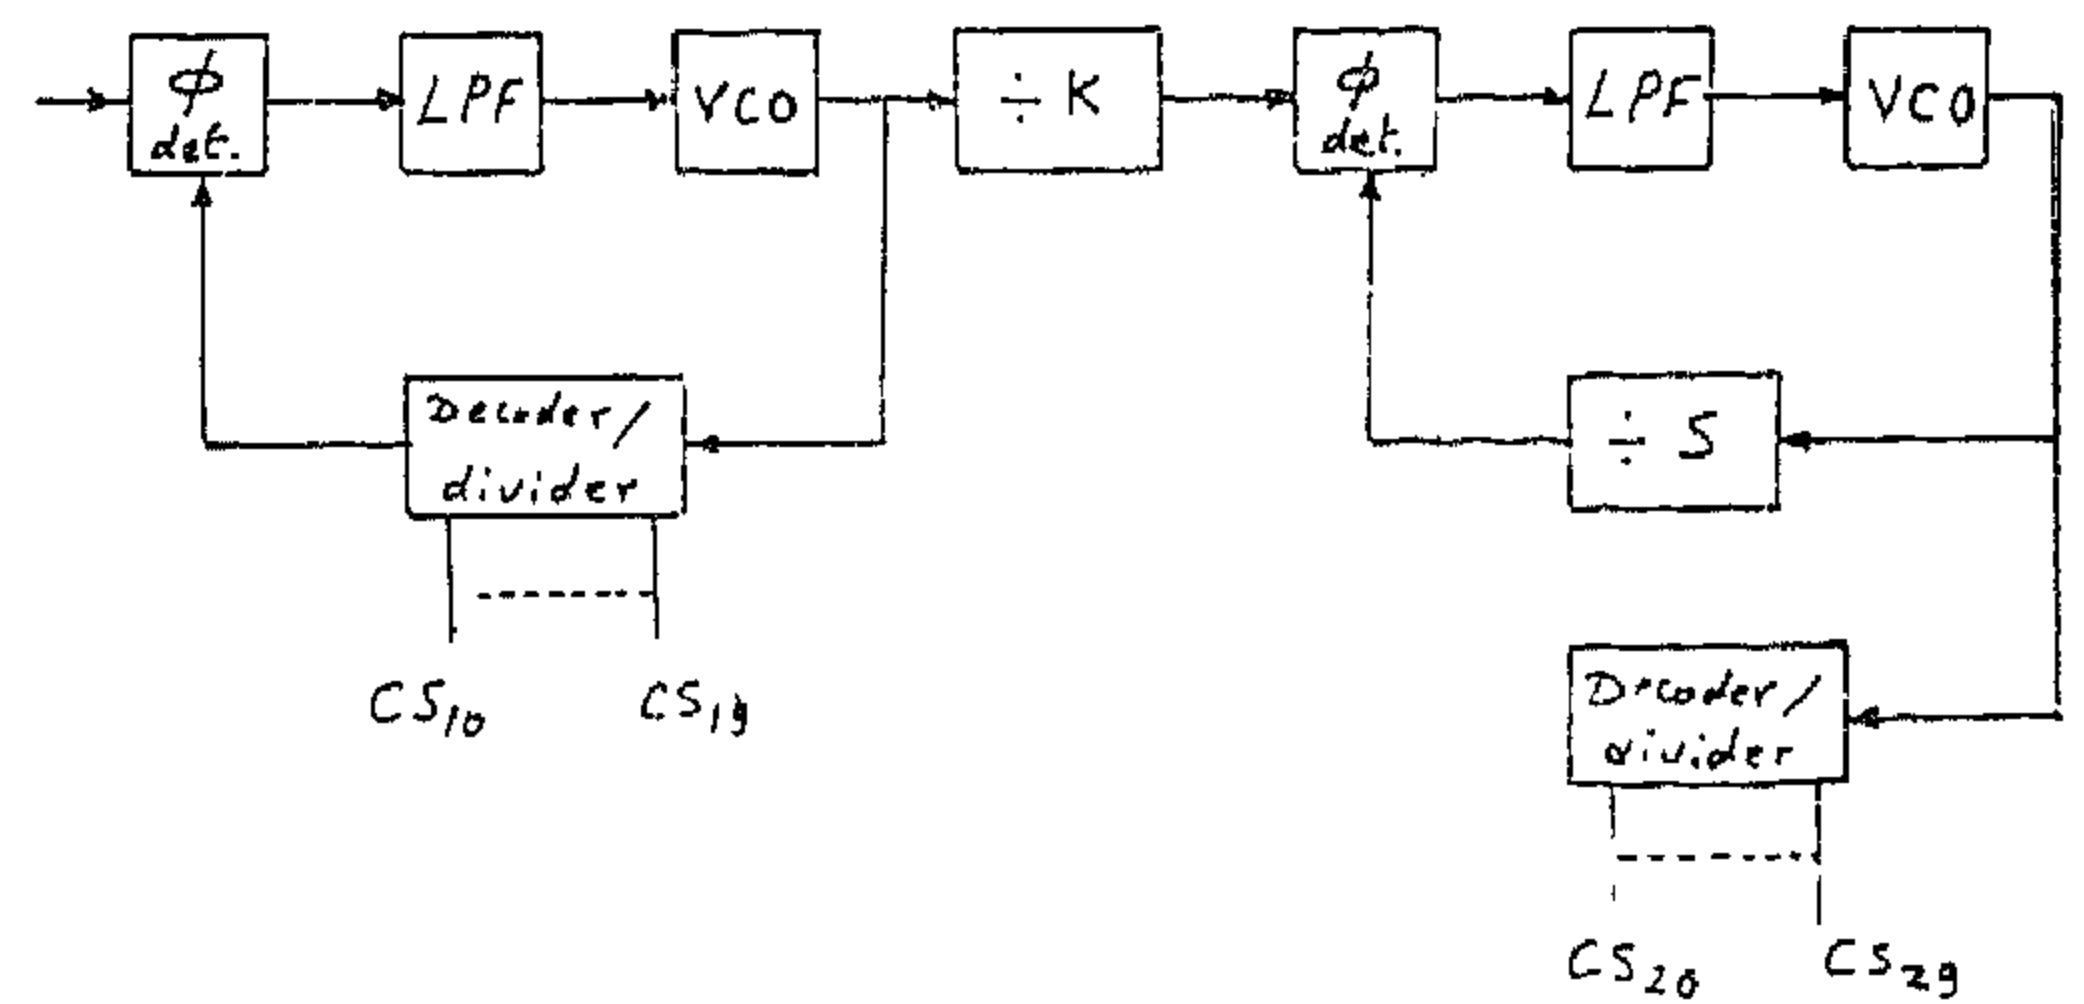 ϕ
det.
LPF
VCO
÷ K
ϕ
det.
LPF
VCO
Decoder/
divider
÷ S
CS₁₀
CS₁₉
Decoder/
divider
CS₂₀
CS₂₉